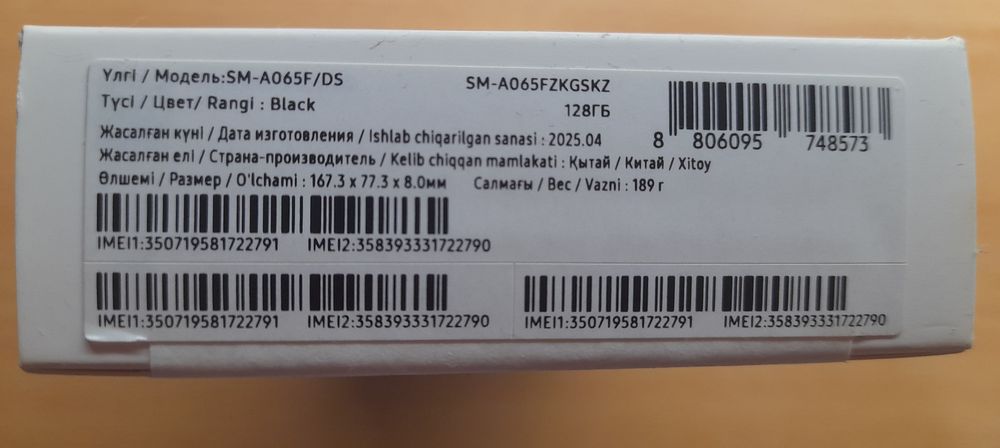 Үлгі / Модель:SM-A065F/DS SM-A065FZKGSKZ
Түсі / Цвет/ Rangi : Black 128ГБ
8 806095 748573
Жасалған күні / Дата изготовления / Ishlab chiqarilgan sanasi : 2025.04
Жасалған елі / Страна-производитель / Kelib chiqqan mamlakati : Қытай / Китай / Xitoy
Өлшемі / Размер / O'lchami : 167.3 x 77.3 x 8.0мм Салмағы / Вес / Vazni : 189 г
IMEI1:350719581722791 IMEI2:358393331722790
IMEI1:350719581722791 IMEI2:358393331722790
IMEI1:350719581722791 IMEI2:358393331722790